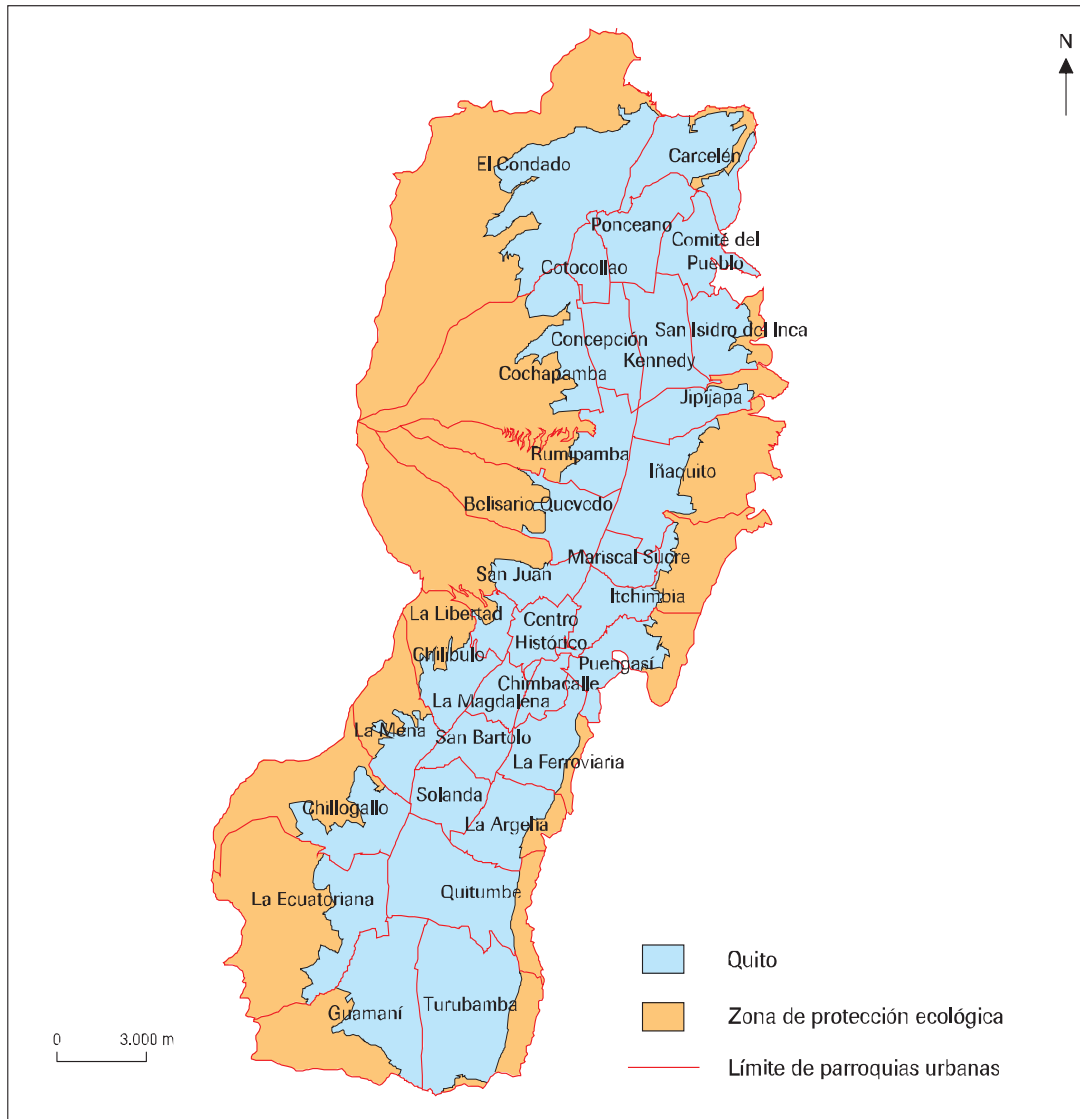 N
El Condado
Carcelén
Ponceano
Comité del
Pueblo
Cotocollao
San Isidro del Inca
Concepción
Kennedy
Cochapamba
Jipijapa
Rumipamba
Iñaquito
Belisario Quevedo
Mariscal Sucre
San Juan
Itchimbia
La Libertad
Centro
Histórico
Chilibulo
Puengasí
Chimbacalle
La Magdalena
La Mena
San Bartolo
La Ferroviaria
Solanda
Chillogallo
La Argelia
Quitumbe
La Ecuatoriana
Turubamba
Guamaní
Quito
Zona de protección ecológica
Límite de parroquias urbanas
0 3.000 m